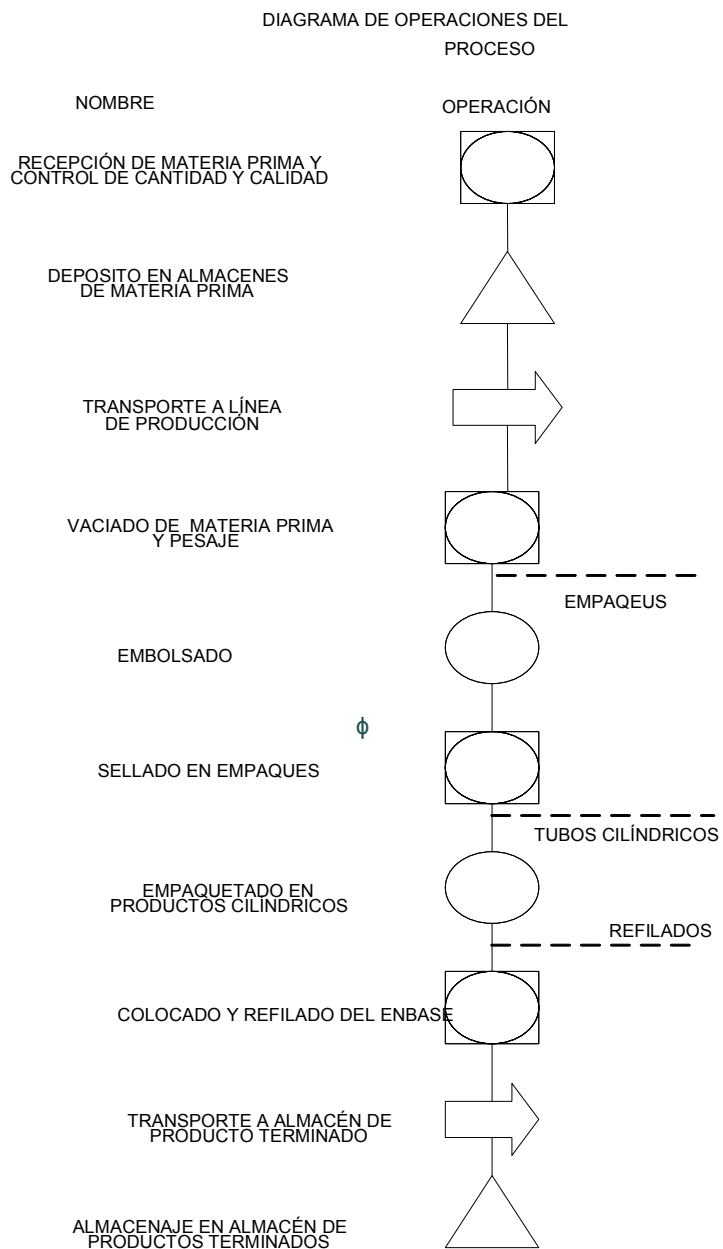 DIAGRAMA DE OPERACIONES DEL
PROCESO
NOMBRE
OPERACIÓN
RECEPCIÓN DE MATERIA PRIMA Y
CONTROL DE CANTIDAD Y CALIDAD
DEPOSITO EN ALMACENES
DE MATERIA PRIMA
TRANSPORTE A LÍNEA
DE PRODUCCIÓN
VACIADO DE MATERIA PRIMA
Y PESAJE
EMPAQEUS
EMBOLSADO
ϕ
SELLADO EN EMPAQUES
TUBOS CILÍNDRICOS
EMPAQUETADO EN
PRODUCTOS CILÍNDRICOS
REFILADOS
COLOCADO Y REFILADO DEL ENBASE
TRANSPORTE A ALMACÉN DE
PRODUCTO TERMINADO
ALMACENAJE EN ALMACÉN DE
PRODUCTOS TERMINADOS